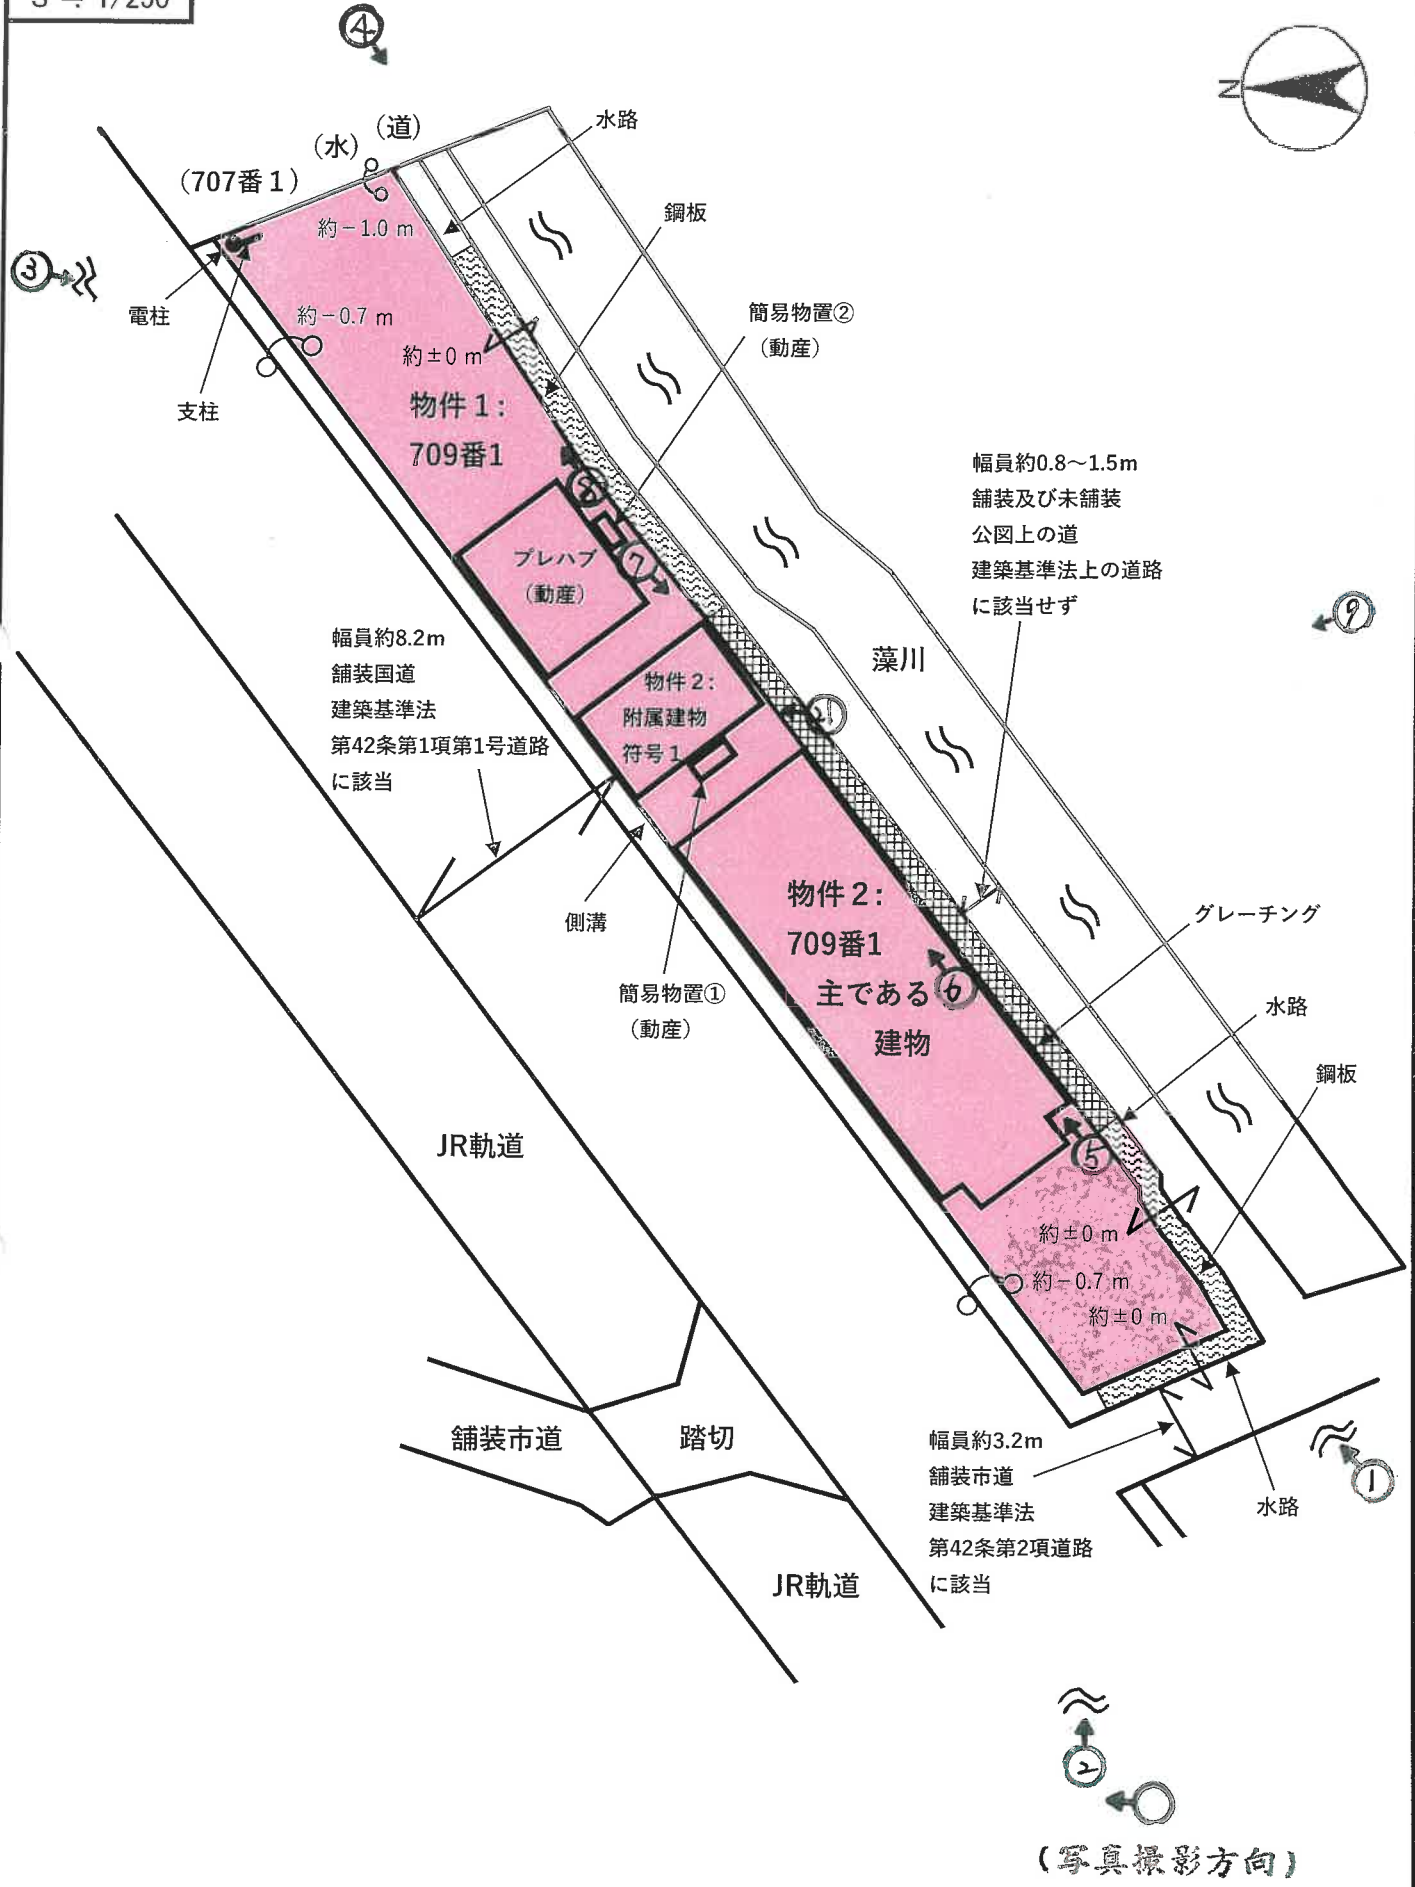 ④
N
水路
(道)
(水)
(707番1)
鋼板
約−1.0 m
③
電柱
約−0.7 m
簡易物置②
(動産)
約±0 m
支柱
物件1:
709番1
幅員約0.8〜1.5m
舗装及び未舗装
公図上の道
建築基準法上の道路
に該当せず
⑧
⑦
プレハブ
(動産)
⑨
幅員約8.2m
舗装国道
建築基準法
第42条第1項第1号道路
に該当
藻川
物件2:
附属建物
符号1
側溝
物件2:
709番1
主である
建物
グレーチング
簡易物置①
(動産)
⑥
水路
鋼板
JR軌道
⑤
約±0 m
約−0.7 m
約±0 m
舗装市道
踏切
幅員約3.2m
舗装市道
建築基準法
第42条第2項道路
に該当
①
水路
JR軌道
②
(写真撮影方向)